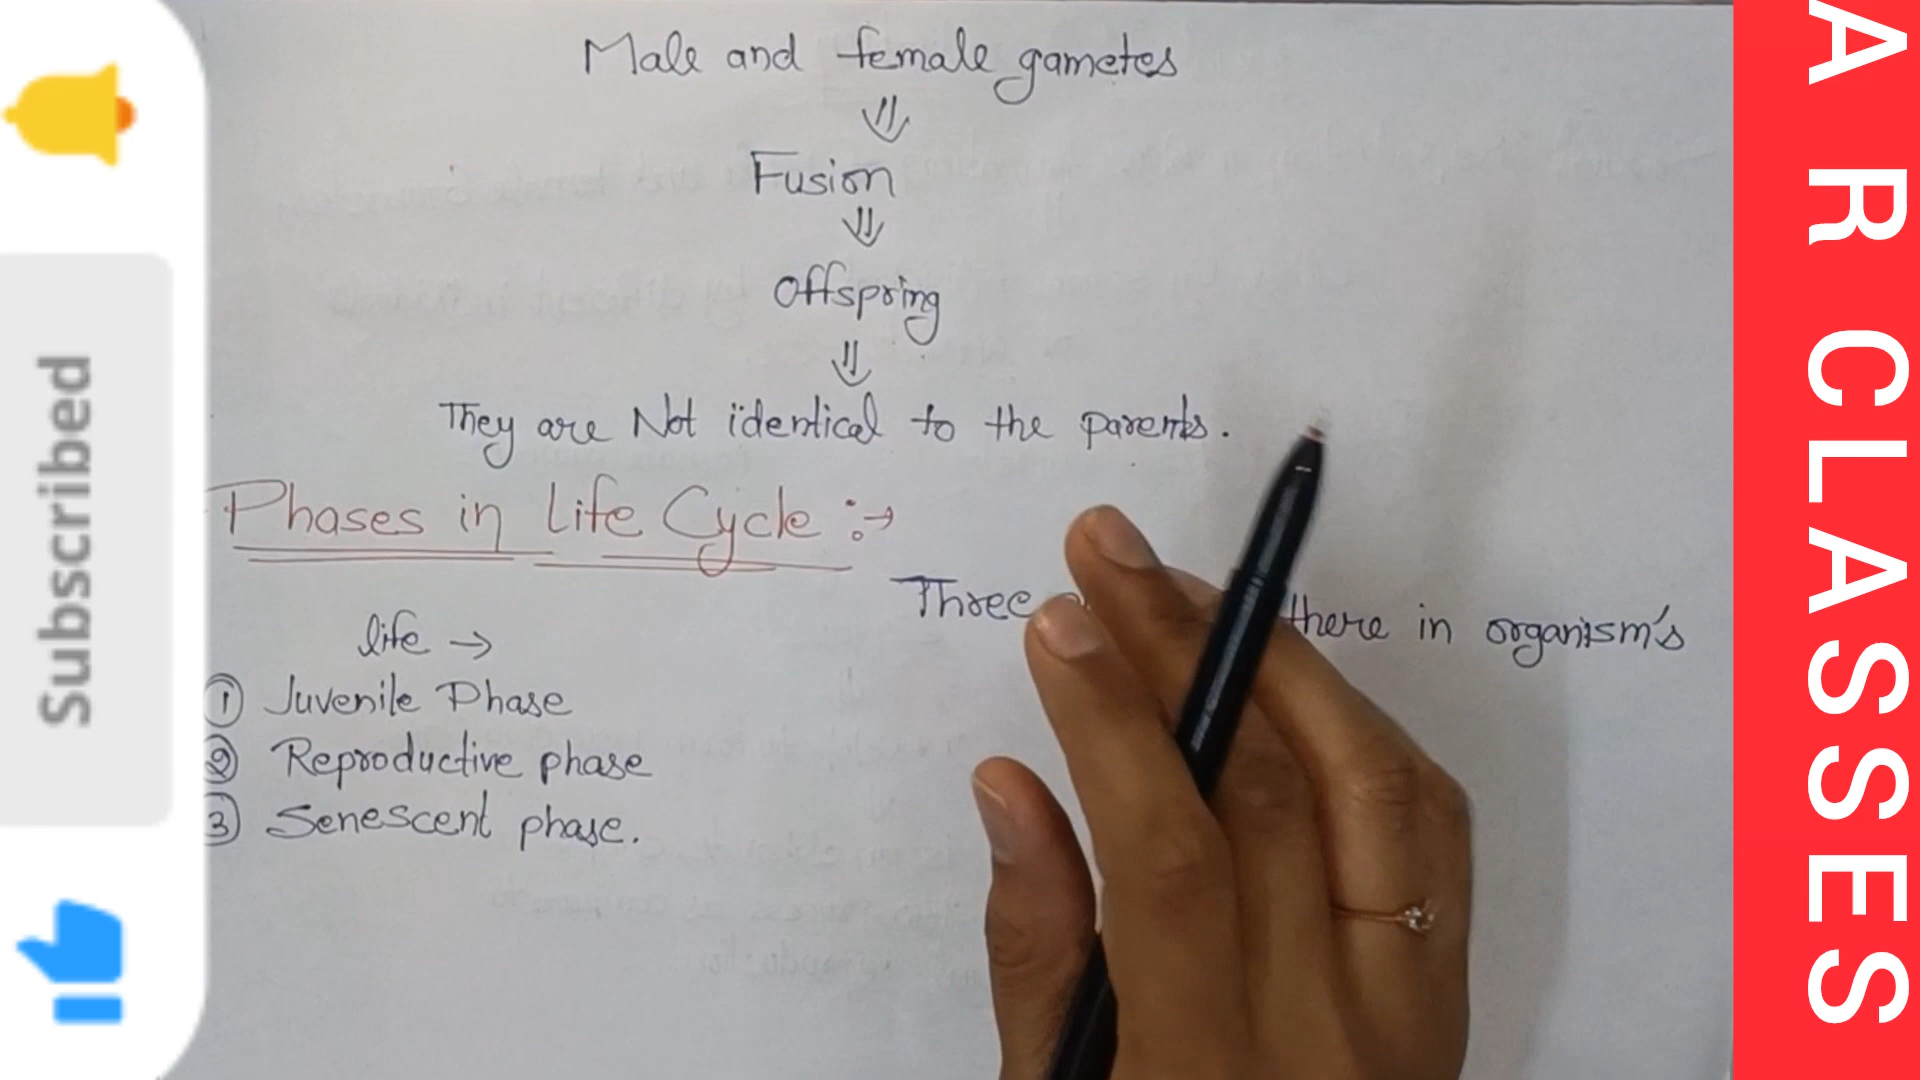 Male and female gametes
Fusion
Offspring
They are Not identical to the parents.
Phases in Life Cycle :→
Three there in organism's
life →
① Juvenile Phase
② Reproductive phase
③ Senescent phase.
Subscribed
A R CLASSES